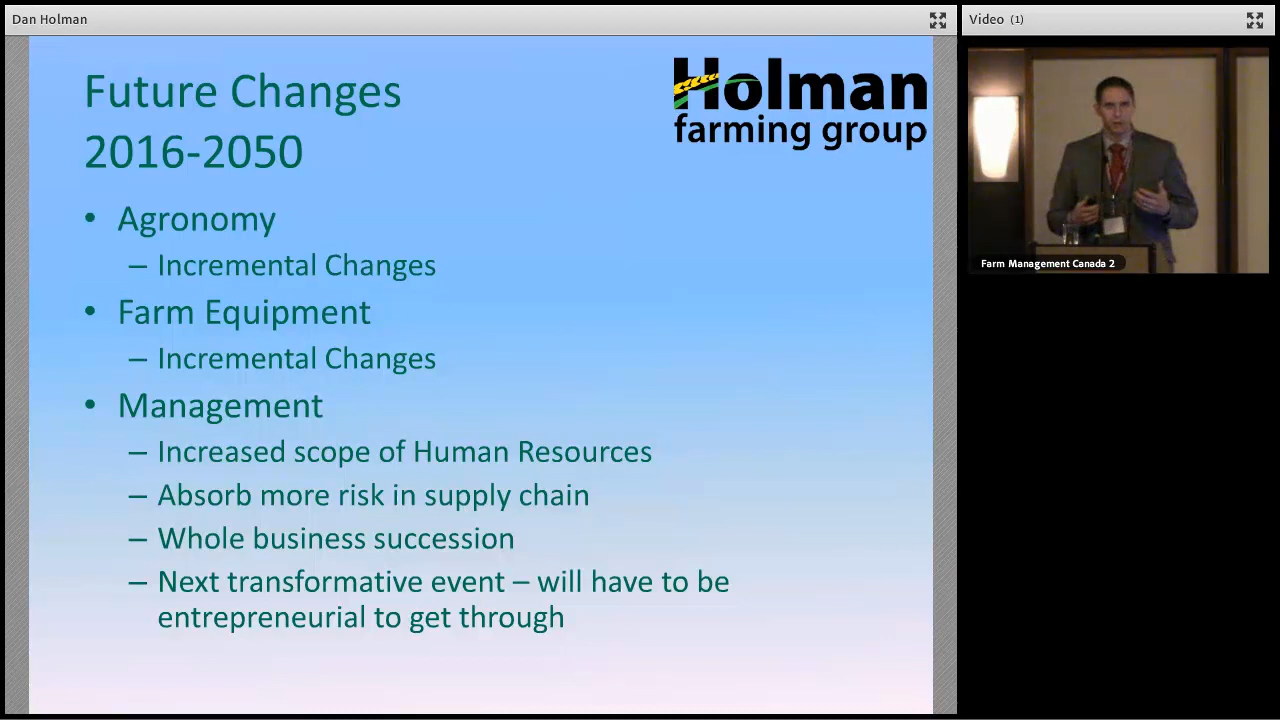 Dan Holman
Video (1)
Future Changes
2016-2050
Holman
farming group
• Agronomy
– Incremental Changes
• Farm Equipment
– Incremental Changes
• Management
– Increased scope of Human Resources
– Absorb more risk in supply chain
– Whole business succession
– Next transformative event – will have to be
entrepreneurial to get through
Farm Management Canada 2